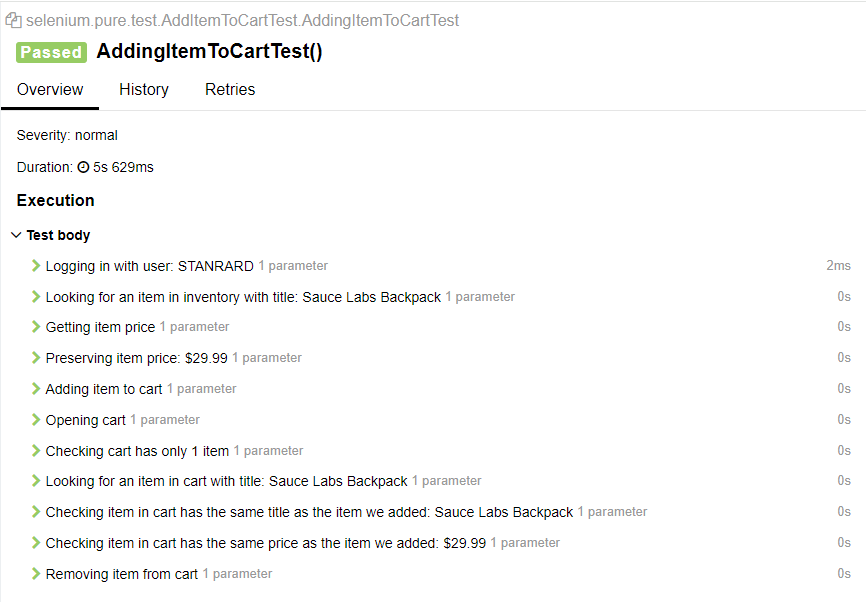 selenium.pure.test.AddItemToCartTest.AddingItemToCartTest
Passed AddingItemToCartTest()
Overview History Retries
Severity: normal
Duration: 5s 629ms
Execution
Test body
Logging in with user: STANRARD 1 parameter 2ms
Looking for an item in inventory with title: Sauce Labs Backpack 1 parameter 0s
Getting item price 1 parameter 0s
Preserving item price: $29.99 1 parameter 0s
Adding item to cart 1 parameter 0s
Opening cart 1 parameter 0s
Checking cart has only 1 item 1 parameter 0s
Looking for an item in cart with title: Sauce Labs Backpack 1 parameter 0s
Checking item in cart has the same title as the item we added: Sauce Labs Backpack 1 parameter 0s
Checking item in cart has the same price as the item we added: $29.99 1 parameter 0s
Removing item from cart 1 parameter 0s